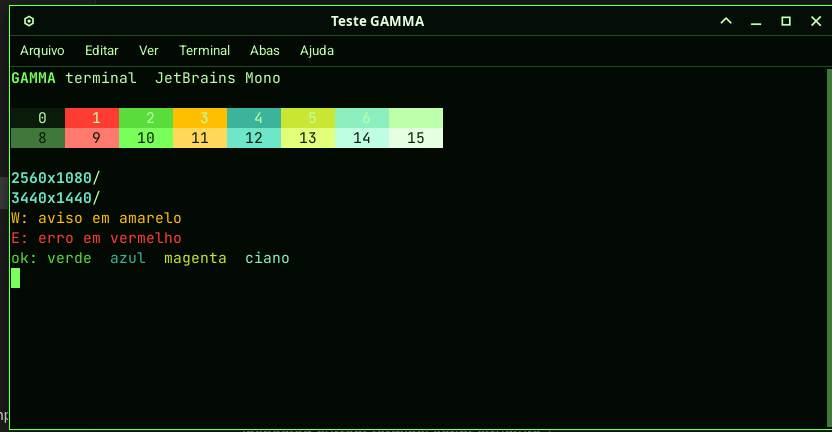 Teste GAMMA
Arquivo Editar Ver Terminal Abas Ajuda
GAMMA terminal JetBrains Mono
0 1 2 3 4 5 6
8 9 10 11 12 13 14 15
2560x1080/
3440x1440/
W: aviso em amarelo
E: erro em vermelho
ok: verde azul magenta ciano